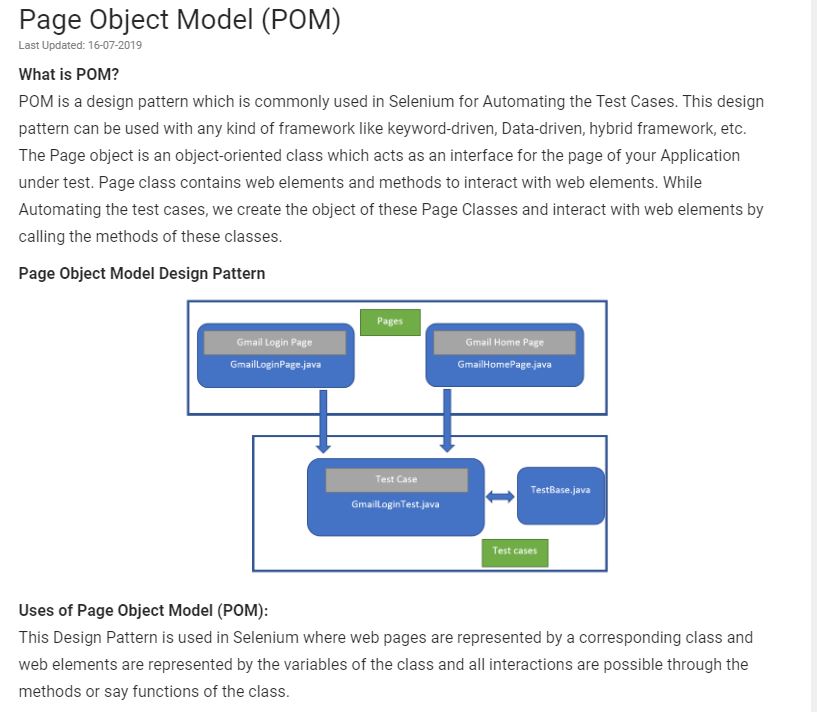 Page Object Model (POM)
Last Updated: 16-07-2019
What is POM?
POM is a design pattern which is commonly used in Selenium for Automating the Test Cases. This design
pattern can be used with any kind of framework like keyword-driven, Data-driven, hybrid framework, etc.
The Page object is an object-oriented class which acts as an interface for the page of your Application
under test. Page class contains web elements and methods to interact with web elements. While
Automating the test cases, we create the object of these Page Classes and interact with web elements by
calling the methods of these classes.
Page Object Model Design Pattern
Pages
Gmail Login Page
GmailLoginPage.java
Gmail Home Page
GmailHomePage.java
Test Case
GmailLoginTest.java
TestBase.java
Test cases
Uses of Page Object Model (POM):
This Design Pattern is used in Selenium where web pages are represented by a corresponding class and
web elements are represented by the variables of the class and all interactions are possible through the
methods or say functions of the class.